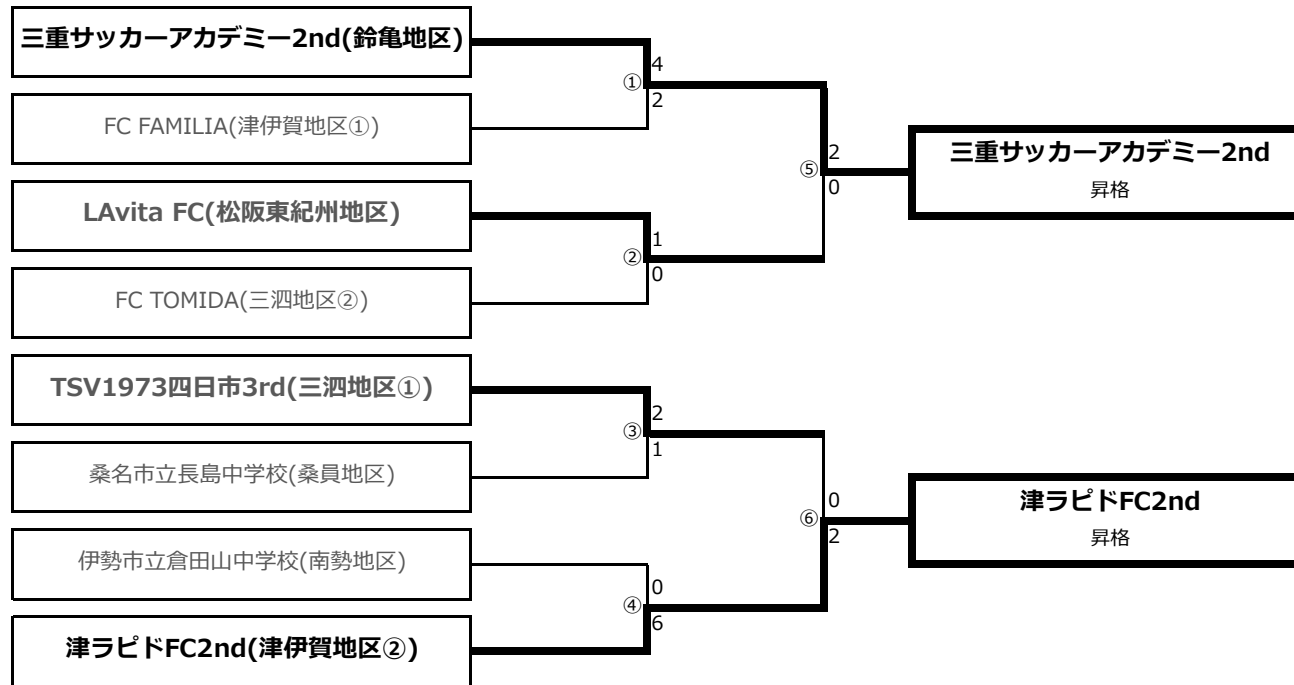 三重サッカーアカデミー2nd(鈴亀地区)
4
①
2
FC FAMILIA(津伊賀地区①)
2
三重サッカーアカデミー2nd
⑤
0
昇格
LAvita FC(松阪東紀州地区)
1
②
0
FC TOMIDA(三泗地区②)
TSV1973四日市3rd(三泗地区①)
2
③
1
桑名市立長島中学校(桑員地区)
0
津ラピドFC2nd
⑥
2
昇格
伊勢市立倉田山中学校(南勢地区)
0
④
6
津ラピドFC2nd(津伊賀地区②)